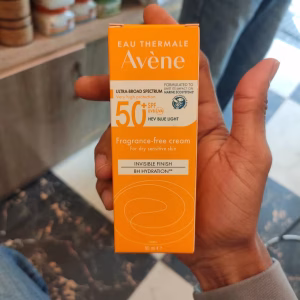 EAU THERMALE
Avène
ULTRA-BROAD SPECTRUM
50+
SPF
HEV BLUE LIGHT
Fragrance-free cream
For dry sensitive skin
INVISIBLE FINISH
8H HYDRATION